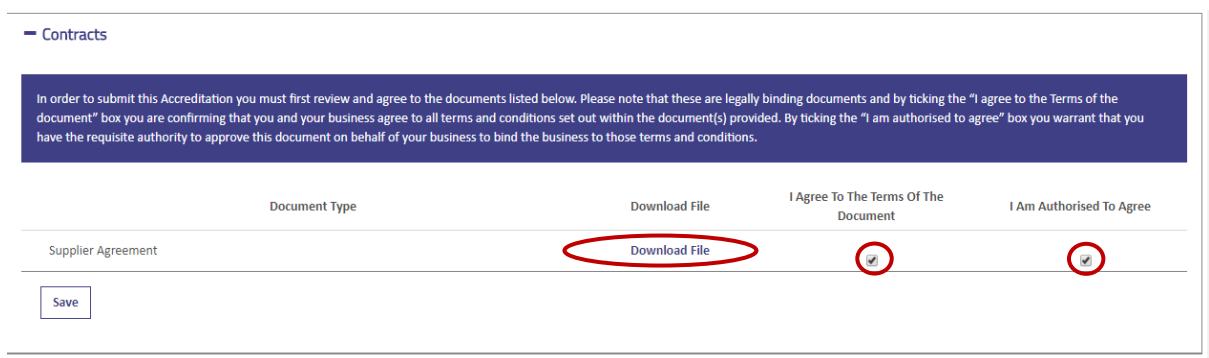 Contracts
In order to submit this Accreditation you must first review and agree to the documents listed below. Please note that these are legally binding documents and by ticking the “I agree to the Terms of the
document” box you are confirming that you and your business agree to all terms and conditions set out within the document(s) provided. By ticking the “I am authorised to agree” box you warrant that you
have the requisite authority to approve this document on behalf of your business to bind the business to those terms and conditions.
Document Type
Download File
I Agree To The Terms Of The
Document
I Am Authorised To Agree
Supplier Agreement
Download File
Save